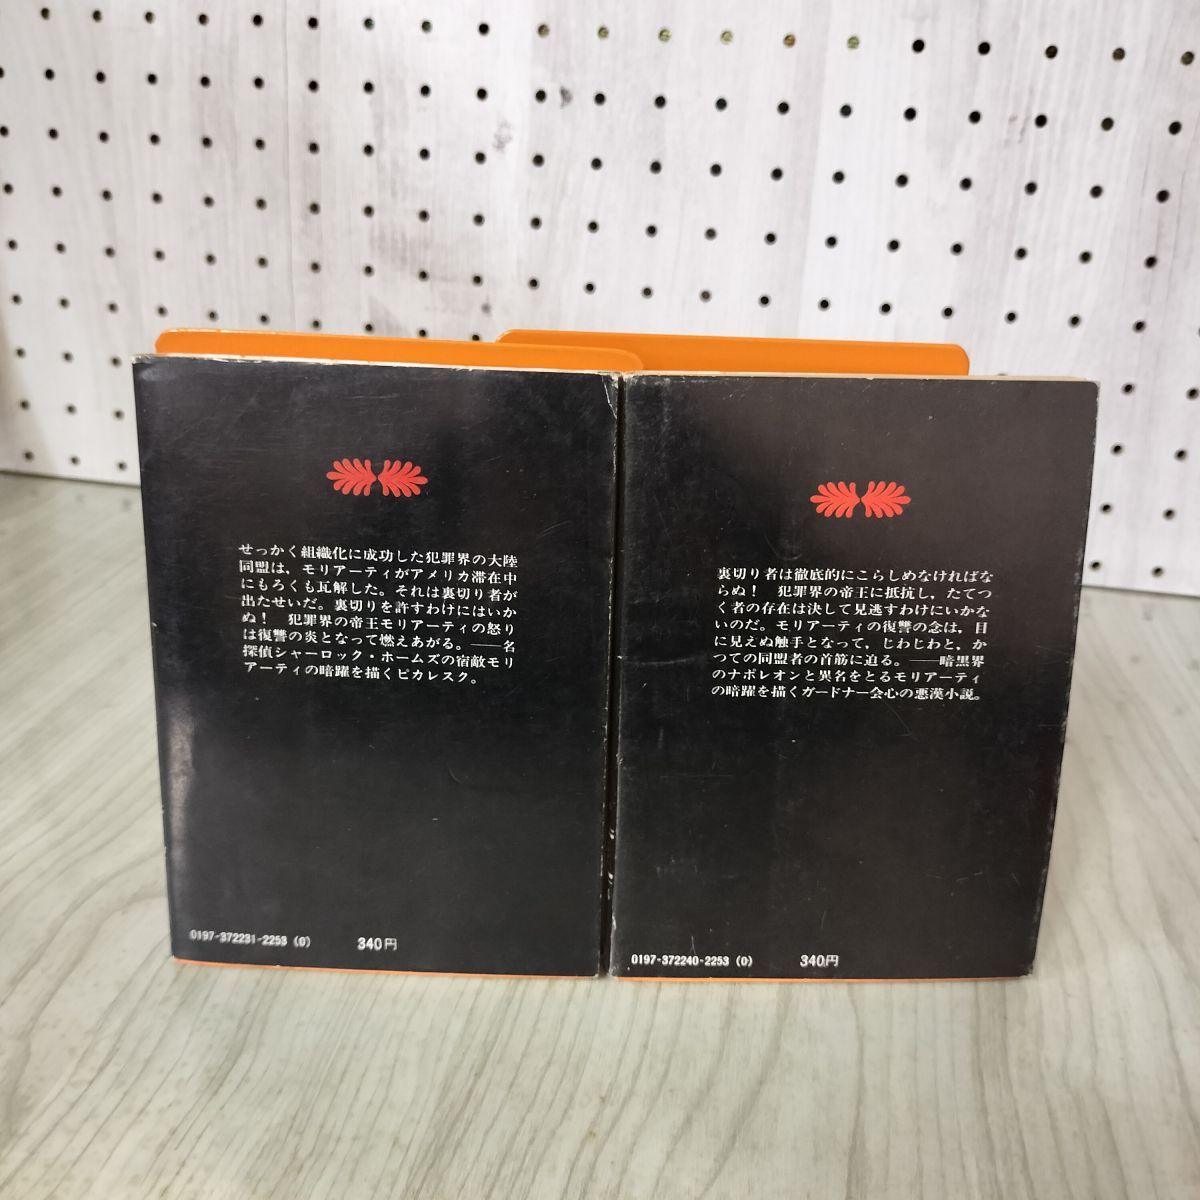 せっかく組織化に成功した犯罪界の大陸
同盟は，モリアーティがアメリカ滞在中
にもろくも瓦解した。それは裏切り者が
出たせいだ。裏切りを許すわけにはいか
ぬ！　犯罪界の帝王モリアーティの怒り
は復讐の炎となって燃えあがる。――名
探偵シャーロック・ホームズの宿敵モリ
アーティの暗躍を描くピカレスク。
0197-372231-2253 (0)　340円
裏切り者は徹底的にこらしめなければな
らぬ！　犯罪界の帝王に抵抗し，たてつ
く者の存在は決して見逃すわけにいかな
いのだ。モリアーティの復讐の念は，目
に見えぬ触手となって，じわじわと，か
つての同盟者の首筋に迫る。――暗黒界
のナポレオンと異名をとるモリアーティ
の暗躍を描くガードナー会心の悪漢小説。
0197-372240-2253 (0)　340円